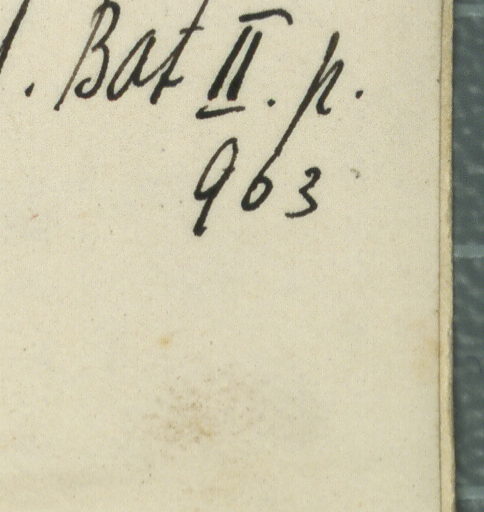 . Bat II. p.
963